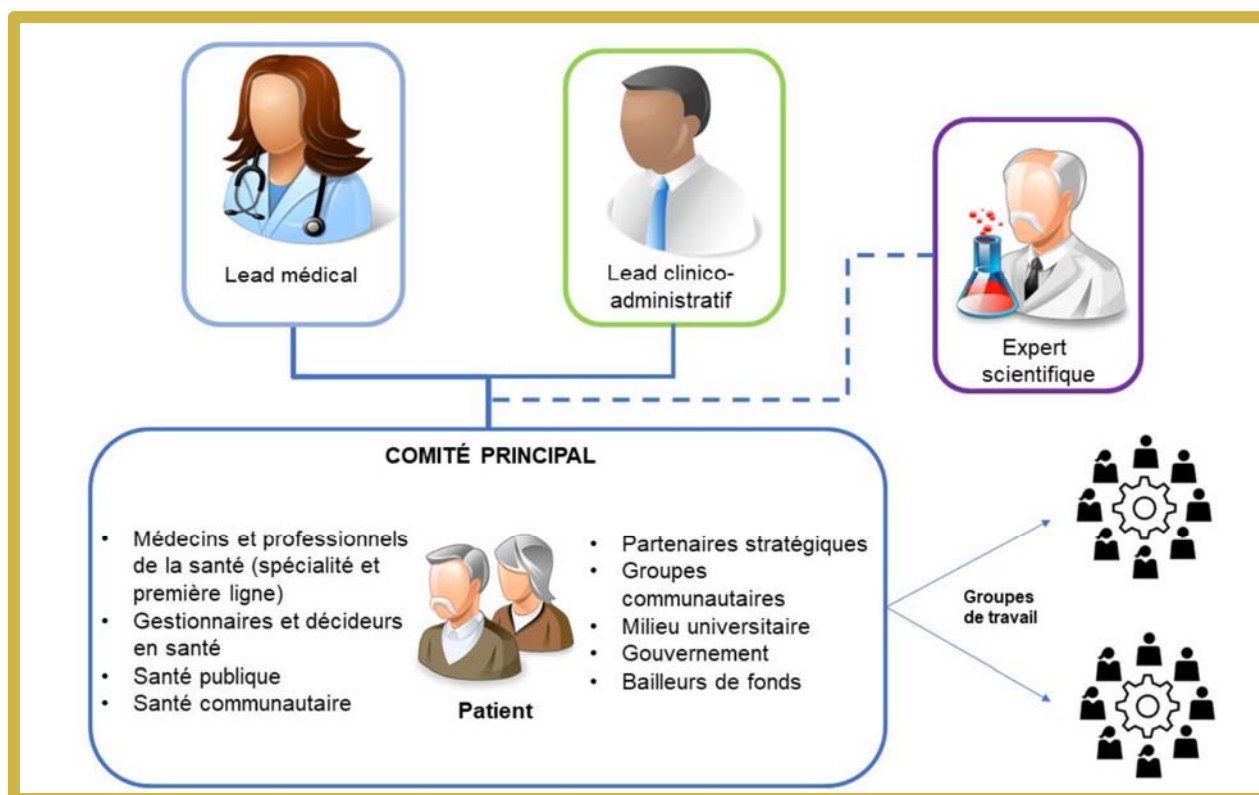 Lead médical
Lead clinico-
administratif
Expert
scientifique
COMITÉ PRINCIPAL
• Médecins et professionnels
de la santé (spécialité et
première ligne)
• Gestionnaires et décideurs
en santé
• Santé publique
• Santé communautaire
Patient
• Partenaires stratégiques
• Groupes
communautaires
• Milieu universitaire
• Gouvernement
• Bailleurs de fonds
Groupes
de travail